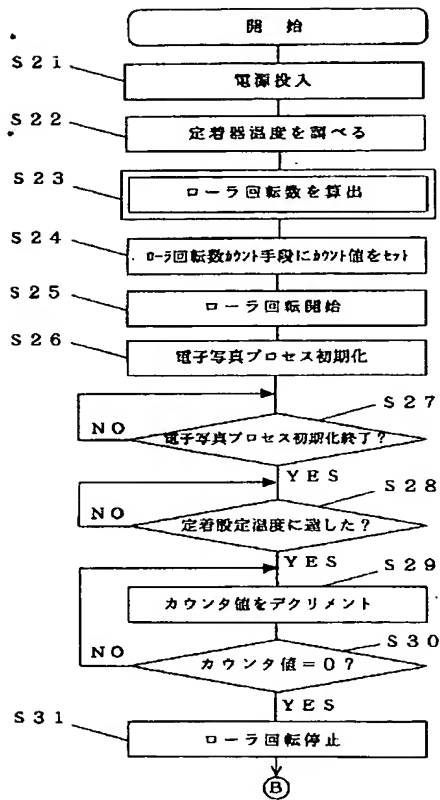 開 始
S21
電源投入
S22
定着器温度を調べる
S23
ローラ回転数を算出
S24
ローラ回転数カウント手段にカウント値をセット
S25
ローラ回転開始
S26
電子写真プロセス初期化
S27
電子写真プロセス初期化終了？
NO
YES
S28
定着設定温度に達した？
NO
YES
S29
カウンタ値をデクリメント
S30
カウンタ値＝0？
NO
YES
S31
ローラ回転停止
B